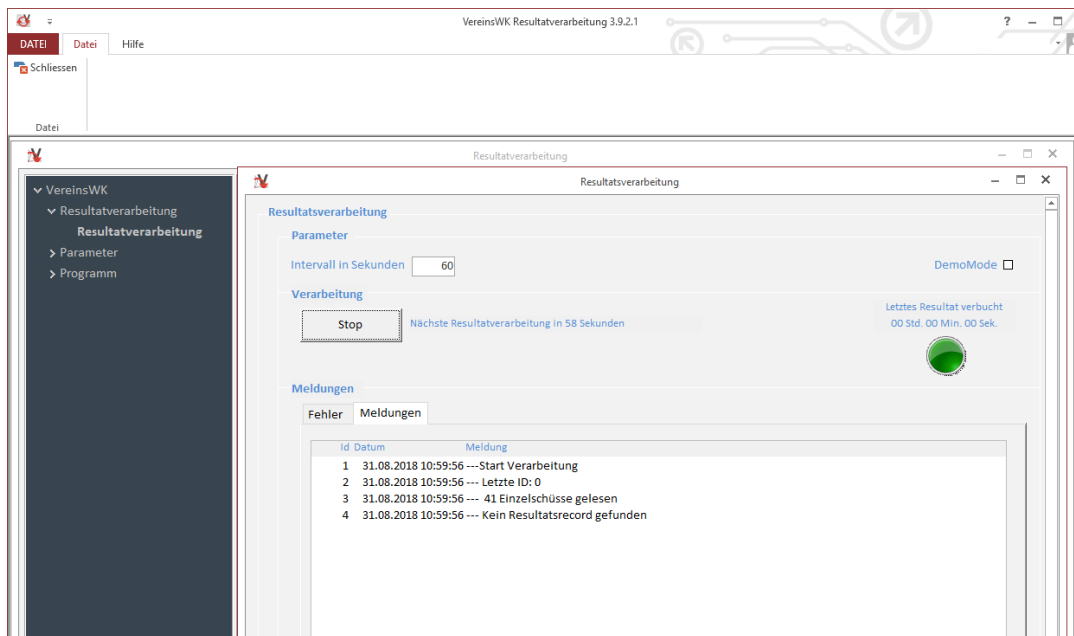 VereinsWK Resultatverarbeitung 3.9.2.1
DATEI Datei Hilfe
Schliessen
Datei
Resultatverarbeitung
VereinsWK
Resultatverarbeitung
Resultatverarbeitung
Parameter
Programm
Resultatsverarbeitung
Resultatsverarbeitung
Parameter
Intervall in Sekunden 60 DemoMode
Verarbeitung
Stop Nächste Resultatverarbeitung in 58 Sekunden
Letztes Resultat verbucht
00 Std. 00 Min. 00 Sek.
Meldungen
Fehler Meldungen
Id Datum Meldung
1 31.08.2018 10:59:56 ---Start Verarbeitung
2 31.08.2018 10:59:56 --- Letzte ID: 0
3 31.08.2018 10:59:56 --- 41 Einzelschüsse gelesen
4 31.08.2018 10:59:56 --- Kein Resultatsrecord gefunden